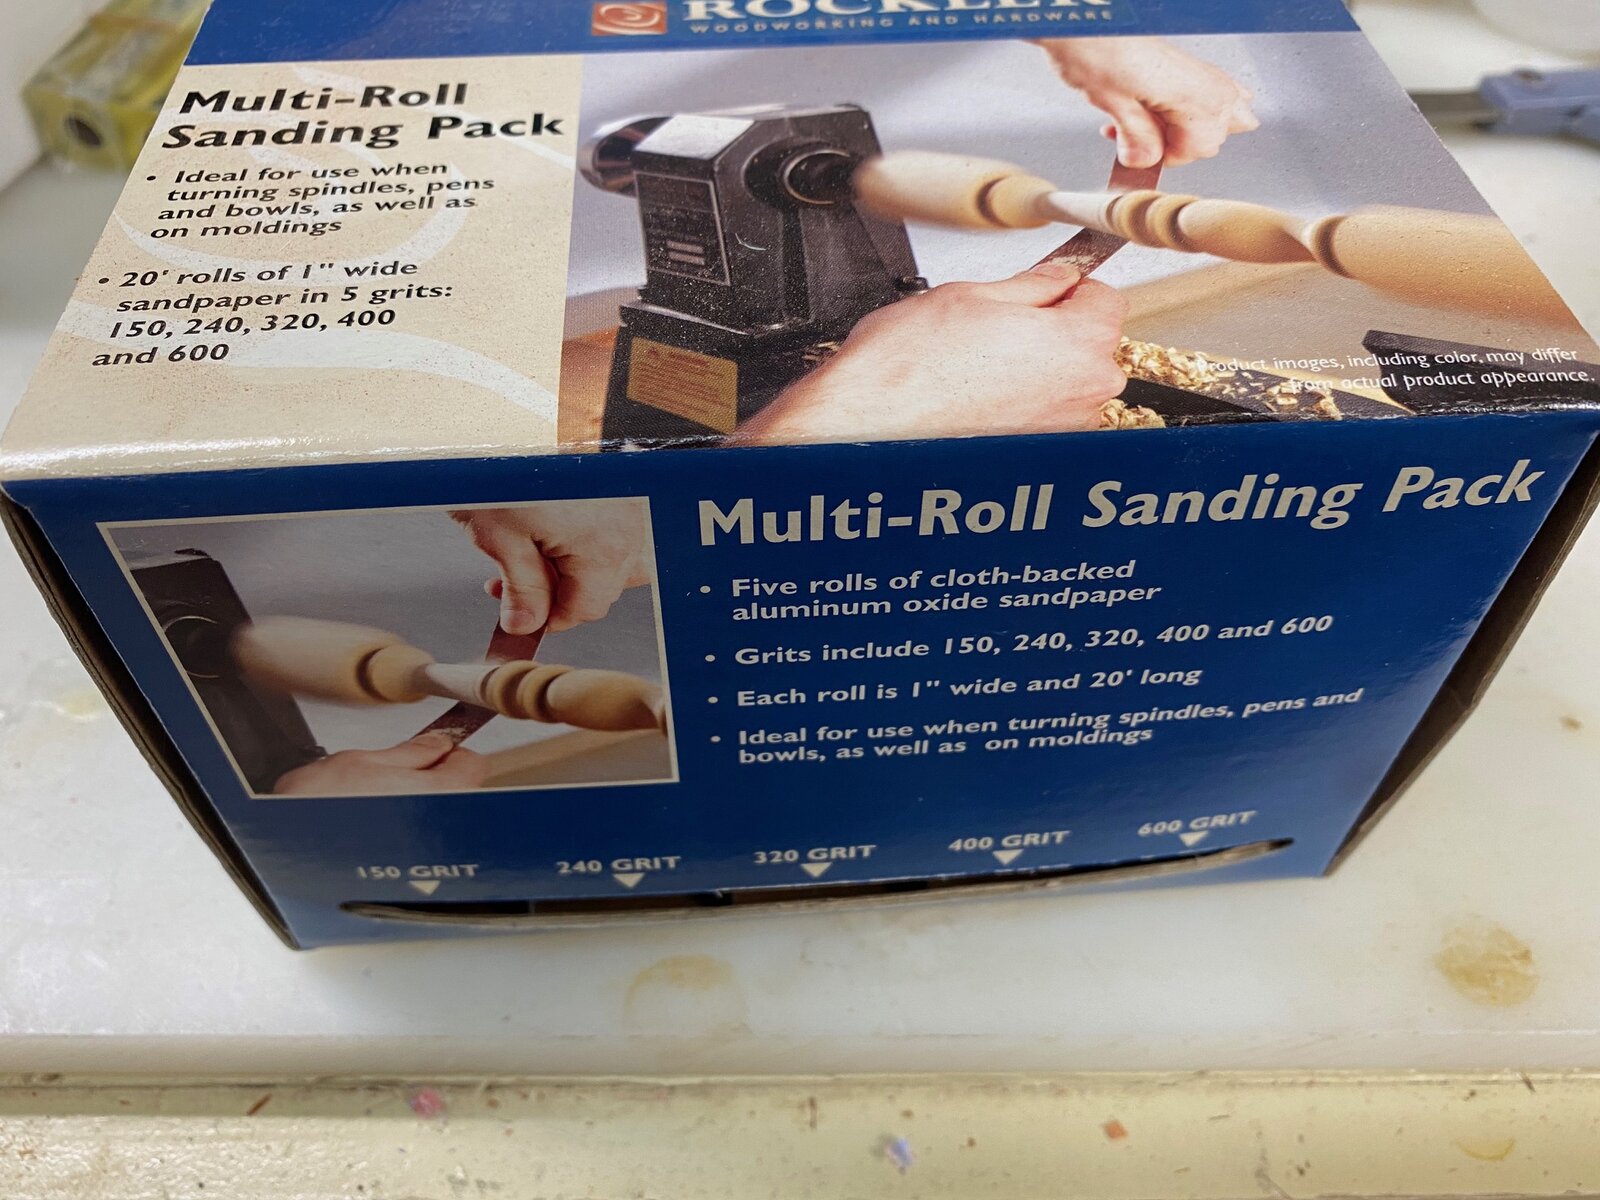 ROCKLER
WOODWORKING AND HARDWARE
Multi-Roll
Sanding Pack
• Ideal for use when
turning spindles, pens
and bowls, as well as
on moldings
• 20' rolls of 1" wide
sandpaper in 5 grits:
150, 240, 320, 400
and 600
Product images, including color, may differ
from actual product appearance.
Multi-Roll Sanding Pack
• Five rolls of cloth-backed
aluminum oxide sandpaper
• Grits include 150, 240, 320, 400 and 600
• Each roll is 1" wide and 20' long
• Ideal for use when turning spindles, pens and
bowls, as well as on moldings
150 GRIT 240 GRIT 320 GRIT 400 GRIT 600 GRIT